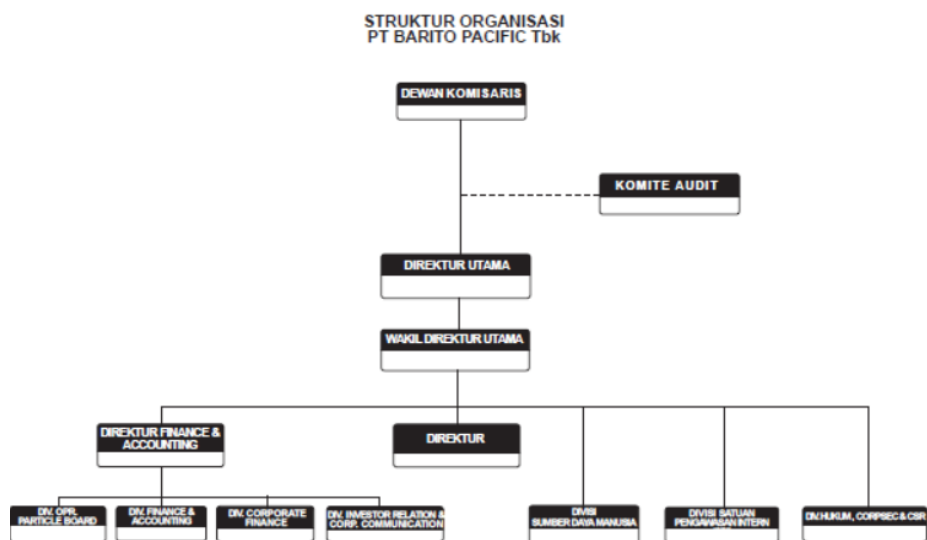 STRUKTUR ORGANISASI
PT BARITO PACIFIC Tbk
DEWAN KOMISARIS
KOMITE AUDIT
DIREKTUR UTAMA
WAKIL DIREKTUR UTAMA
DIREKTUR FINANCE &
ACCOUNTING
DIREKTUR
DIV. OPR.
PARTICLE BOARD
DIV. FINANCE &
ACCOUNTING
DIV. CORPORATE
FINANCE
DIV. INVESTOR RELATION &
CORP. COMMUNICATION
DIVISI
SUMBER DAYA MANUSIA
DIVISI SATUAN
PENGAWASAN INTERN
DIV.HUKUM, CORPSEC & CSR